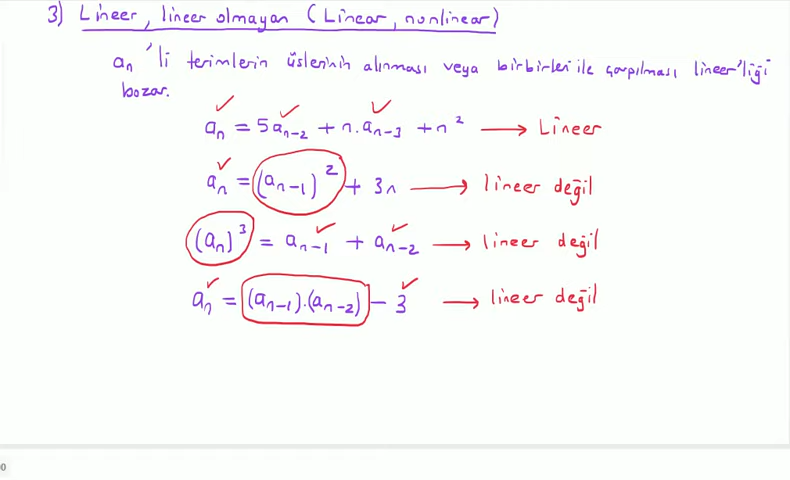 3) Lineer, lineer olmayan (Linear, nonlinear)
aₙ'li terimlerin üslerinin alınması veya birbirleri ile çarpılması lineer'liği
bozar.
aₙ = 5aₙ₋₂ + n.aₙ₋₃ + n² → Lineer
aₙ = (aₙ₋₁)² + 3n → lineer değil
(aₙ)³ = aₙ₋₁ + aₙ₋₂ → lineer değil
aₙ = (aₙ₋₁).(aₙ₋₂) − 3 → lineer değil
0